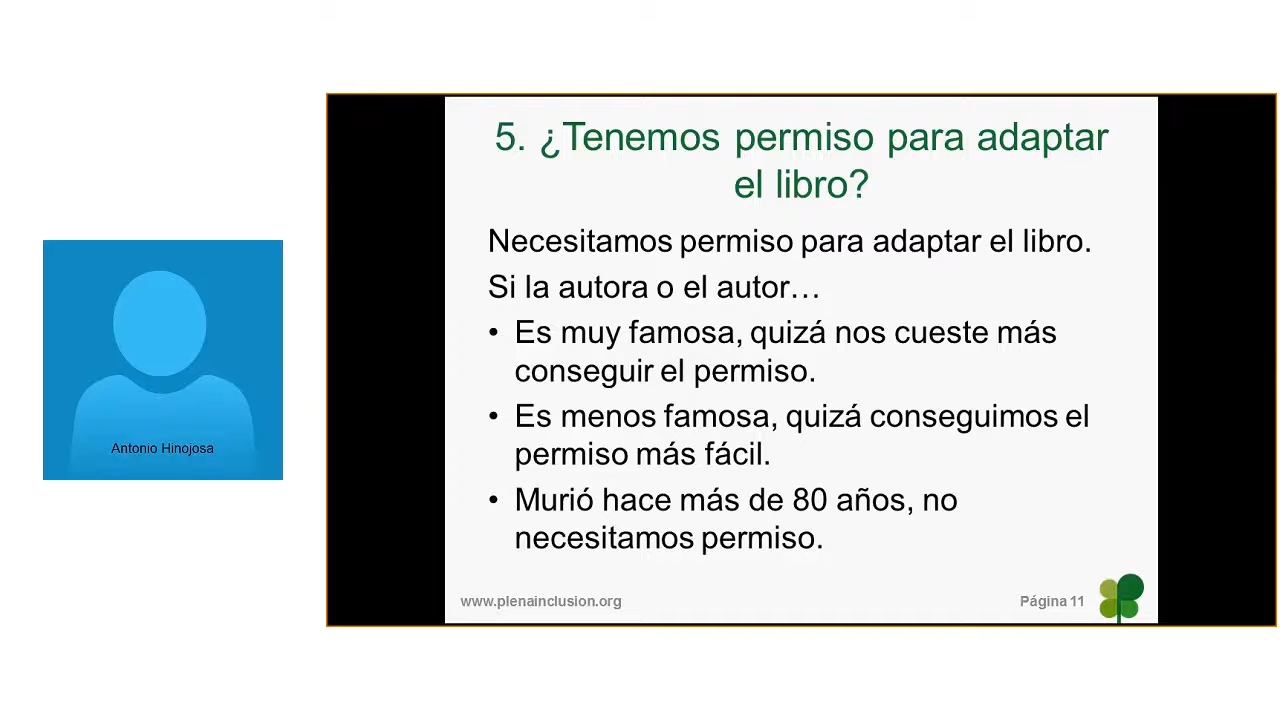 5. ¿Tenemos permiso para adaptar
el libro?
Necesitamos permiso para adaptar el libro.
Si la autora o el autor…
• Es muy famosa, quizá nos cueste más
conseguir el permiso.
• Es menos famosa, quizá conseguimos el
permiso más fácil.
• Murió hace más de 80 años, no
necesitamos permiso.
www.plenainclusion.org
Página 11
Antonio Hinojosa